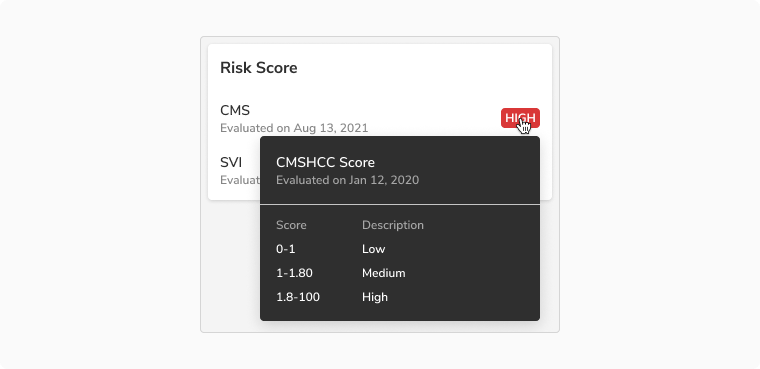 Risk Score
CMS
HIGH
Evaluated on Aug 13, 2021
SVI
CMSHCC Score
Evaluated on Jan 12, 2020
Score Description
0-1 Low
1-1.80 Medium
1.8-100 High